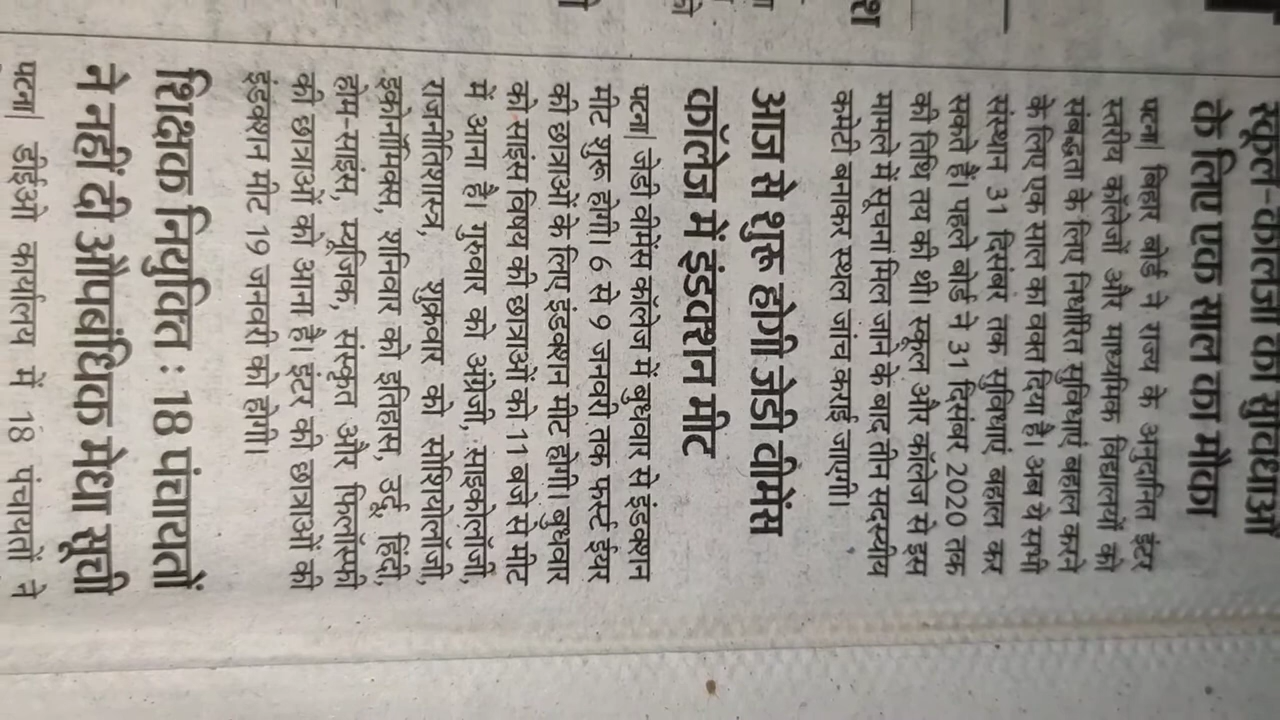 स्कूल-कॉलेजों को सुविधाओं
के लिए एक साल का मौका
पटना| बिहार बोर्ड ने राज्य के अनुदानित इंटर
स्तरीय कॉलेजों और माध्यमिक विद्यालयों को
संबद्धता के लिए निर्धारित सुविधाएं बहाल करने
के लिए एक साल का वक्त दिया है। अब ये सभी
संस्थान 31 दिसंबर तक सुविधाएं बहाल कर
सकते हैं। पहले बोर्ड ने 31 दिसंबर 2020 तक
की तिथि तय की थी। स्कूल और कॉलेज से इस
मामले में सूचना मिल जाने के बाद तीन सदस्यीय
कमेटी बनाकर स्थल जांच कराई जाएगी।
आज से शुरू होगी जेडी वीमेंस
कॉलेज में इंडक्शन मीट
पटना| जेडी वीमेंस कॉलेज में बुधवार से इंडक्शन
मीट शुरू होगी। 6 से 9 जनवरी तक फर्स्ट ईयर
की छात्राओं के लिए इंडक्शन मीट होगी। बुधवार
को साइंस विषय की छात्राओं को 11 बजे से मीट
में आना है। गुरुवार को अंग्रेजी, साइकोलॉजी,
राजनीतिशास्त्र, शुक्रवार को सोशियोलॉजी,
इकोनॉमिक्स, शनिवार को इतिहास, उर्दू, हिंदी,
होम-साइंस, म्यूजिक, संस्कृत और फिलॉस्फी
की छात्राओं को आना है। इंटर की छात्राओं की
इंडक्शन मीट 19 जनवरी को होगी।
शिक्षक नियुक्ति : 18 पंचायतों
ने नहीं दी औपबंधिक मेधा सूची
पटना| डीईओ कार्यालय में 18 पंचायतों ने